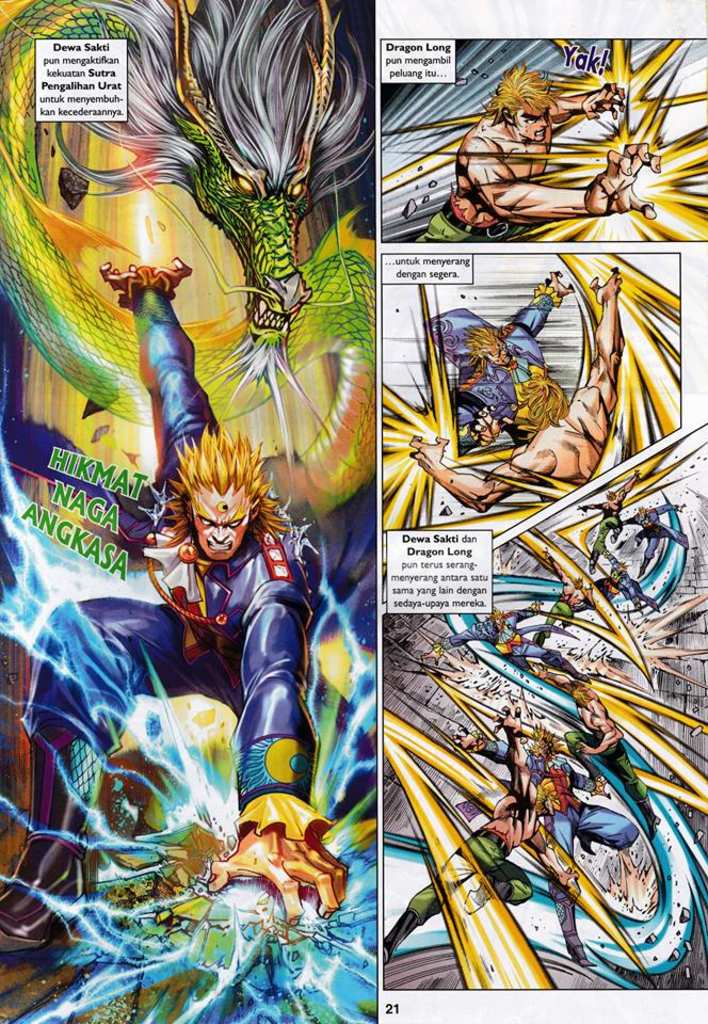 Dewa Sakti
pun mengaktifkan
kekuatan Sutra
Pengalihan Urat
untuk menyembuh-
kan kecederaannya.
HIKMAT
NAGA
ANGKASA
Dragon Long
pun mengambil
peluang itu...
Yak!
...untuk menyerang
dengan segera.
Dewa Sakti dan
Dragon Long
pun terus serang-
menyerang antara satu
sama yang lain dengan
sedaya-upaya mereka.
21